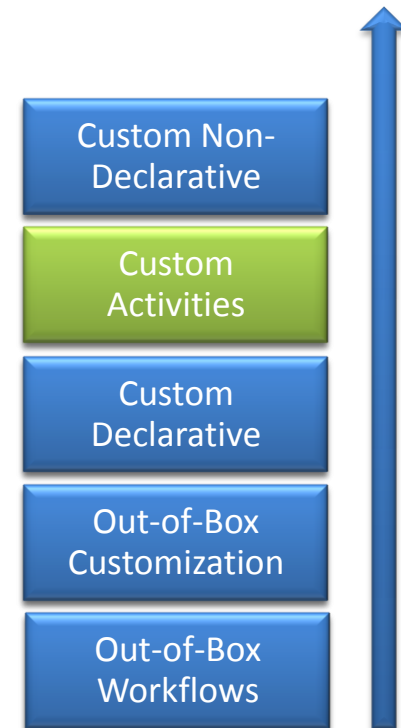 Custom Non-
Declarative
Custom
Activities
Custom
Declarative
Out-of-Box
Customization
Out-of-Box
Workflows